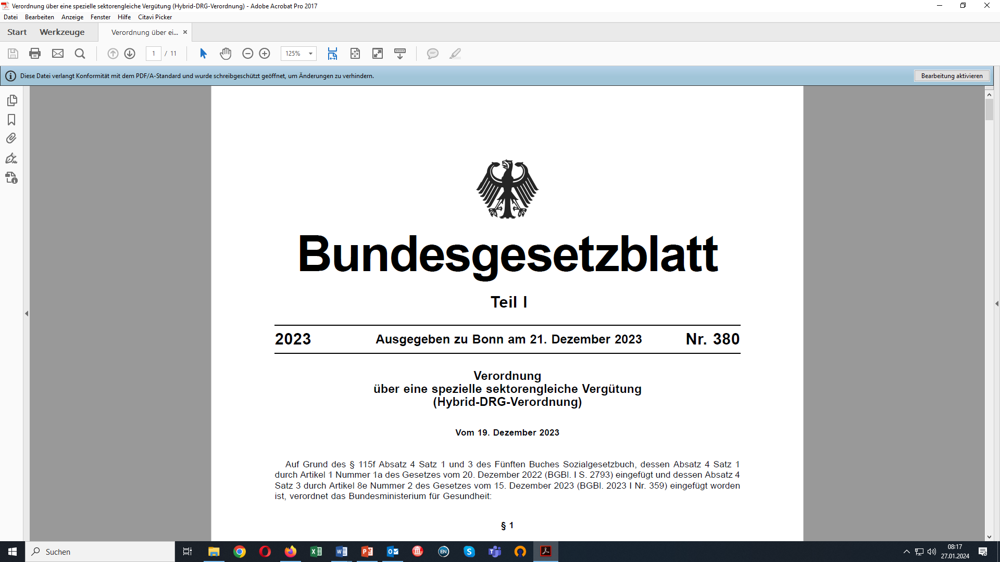 Verordnung über eine spezielle sektorengleiche Vergütung (Hybrid-DRG-Verordnung) - Adobe Acrobat Pro 2017
Datei Bearbeiten Anzeige Fenster Hilfe Citavi Picker
Start Werkzeuge Verordnung über ei... ×
1 / 11 125%
Diese Datei verlangt Konformität mit dem PDF/A-Standard und wurde schreibgeschützt geöffnet, um Änderungen zu verhindern. Bearbeitung aktivieren
Bundesgesetzblatt
Teil I
2023 Ausgegeben zu Bonn am 21. Dezember 2023 Nr. 380
Verordnung
über eine spezielle sektorengleiche Vergütung
(Hybrid-DRG-Verordnung)
Vom 19. Dezember 2023
Auf Grund des § 115f Absatz 4 Satz 1 und 3 des Fünften Buches Sozialgesetzbuch, dessen Absatz 4 Satz 1
durch Artikel 1 Nummer 1a des Gesetzes vom 20. Dezember 2022 (BGBl. I S. 2793) eingefügt und dessen Absatz 4
Satz 3 durch Artikel 8e Nummer 2 des Gesetzes vom 15. Dezember 2023 (BGBl. 2023 I Nr. 359) eingefügt worden
ist, verordnet das Bundesministerium für Gesundheit:
§ 1
Suchen
EN
08:17
27.01.2024